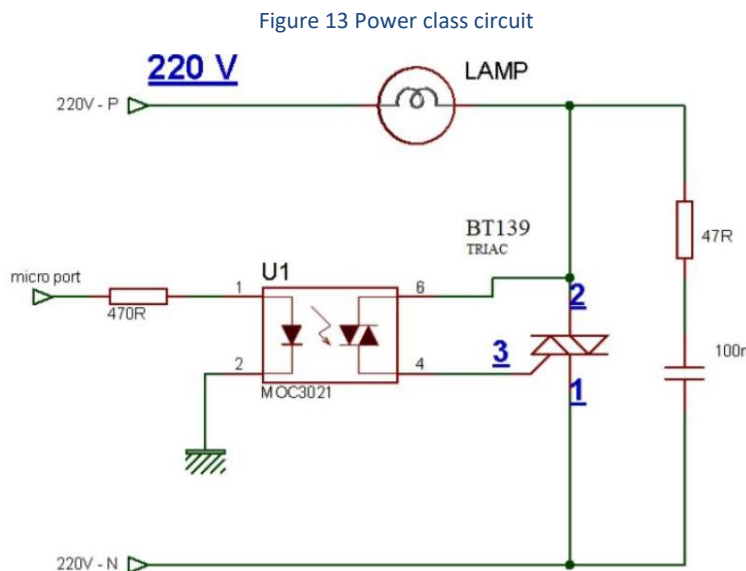 Figure 13 Power class circuit
220 V
LAMP
220V - P
BT139
TRIAC
47R
micro port
U1
1
6
2
470R
3
100n
2
4
1
MOC3021
220V - N